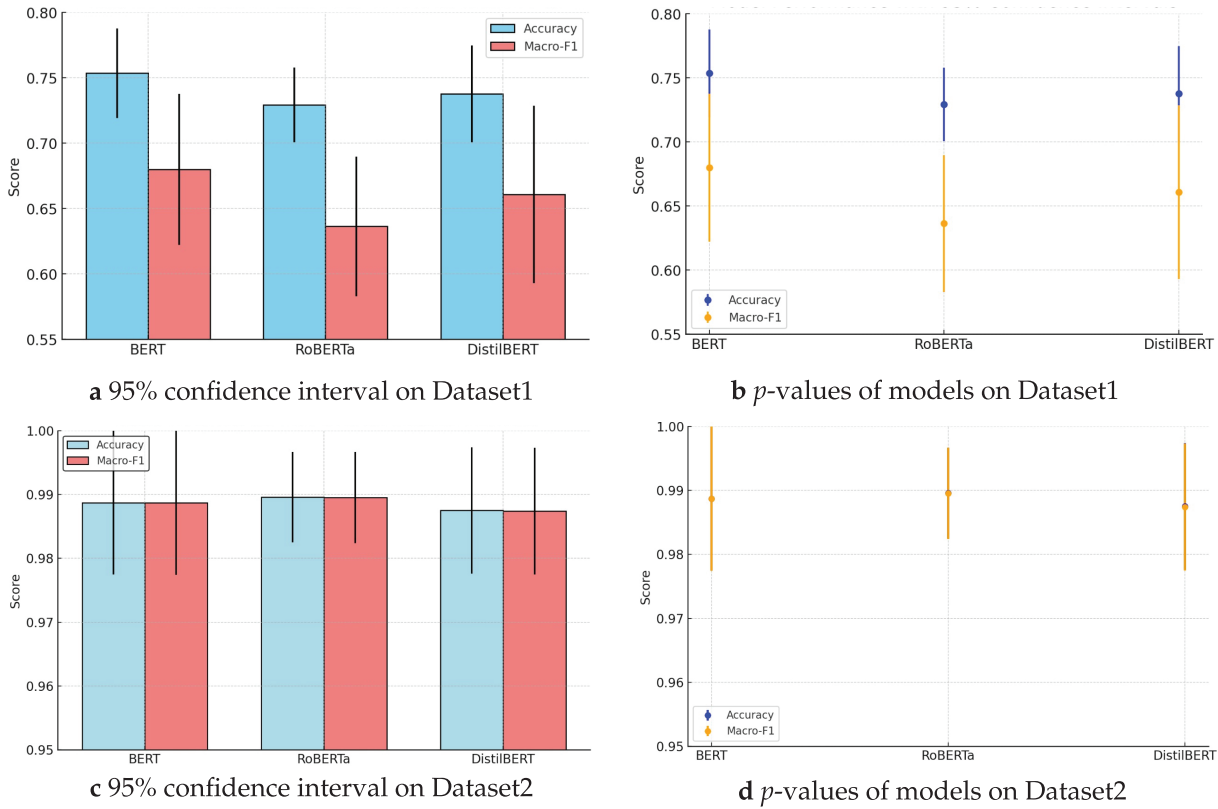 0.80
0.75
0.70
0.65
0.60
0.55
Score
Accuracy
Macro-F1
BERT
RoBERTa
DistilBERT
a 95% confidence interval on Dataset1
0.80
0.75
0.70
0.65
0.60
0.55
Score
Accuracy
Macro-F1
BERT
RoBERTa
DistilBERT
b p-values of models on Dataset1
1.00
0.99
0.98
0.97
0.96
0.95
Score
Accuracy
Macro-F1
BERT
RoBERTa
DistilBERT
c 95% confidence interval on Dataset2
1.00
0.99
0.98
0.97
0.96
0.95
Score
Accuracy
Macro-F1
BERT
RoBERTa
DistilBERT
d p-values of models on Dataset2